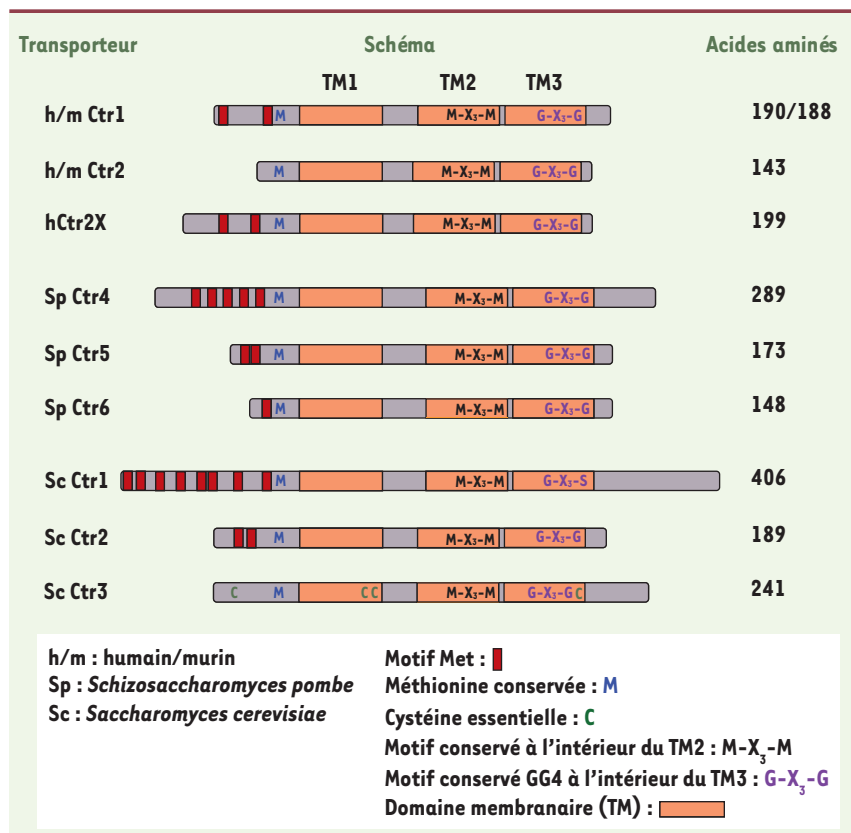 Transporteur Schéma Acides aminés
TM1 TM2 TM3
h/m Ctr1 M M-X₃-M G-X₃-G 190/188
h/m Ctr2 M M-X₃-M G-X₃-G 143
hCtr2X M M-X₃-M G-X₃-G 199
Sp Ctr4 M M-X₃-M G-X₃-G 289
Sp Ctr5 M M-X₃-M G-X₃-G 173
Sp Ctr6 M M-X₃-M G-X₃-G 148
Sc Ctr1 M M-X₃-M G-X₃-S 406
Sc Ctr2 M M-X₃-M G-X₃-G 189
Sc Ctr3 C M C C M-X₃-M G-X₃-G C 241
h/m : humain/murin
Sp : Schizosaccharomyces pombe
Sc : Saccharomyces cerevisiae
Motif Met :
Méthionine conservée : M
Cystéine essentielle : C
Motif conservé à l'intérieur du TM2 : M-X₃-M
Motif conservé GG4 à l'intérieur du TM3 : G-X₃-G
Domaine membranaire (TM) :